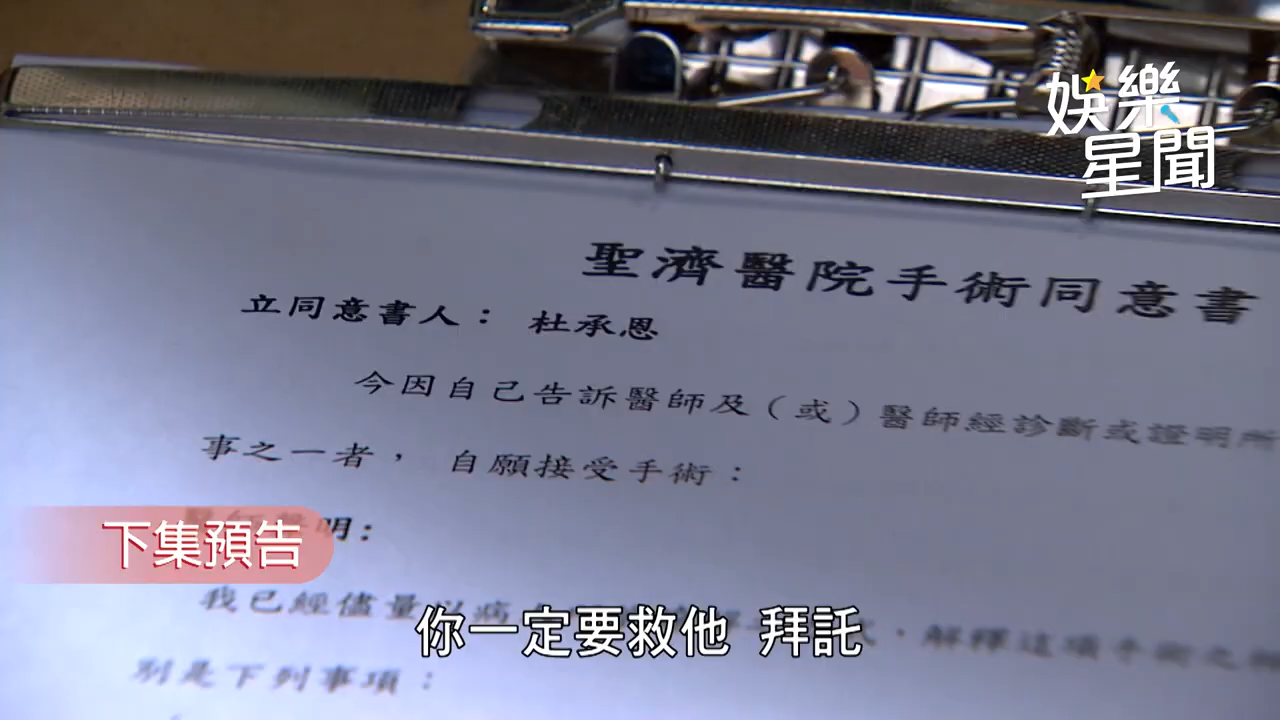 娛樂
星聞
聖濟醫院手術同意書
立同意書人： 杜承恩
今因自己告訴醫師及（或）醫師經診斷或證明所
事之一者， 自願接受手術：
明：
下集預告
我已經儘量以病
，解釋這項手術之
你一定要救他 拜託
別是下列事項：